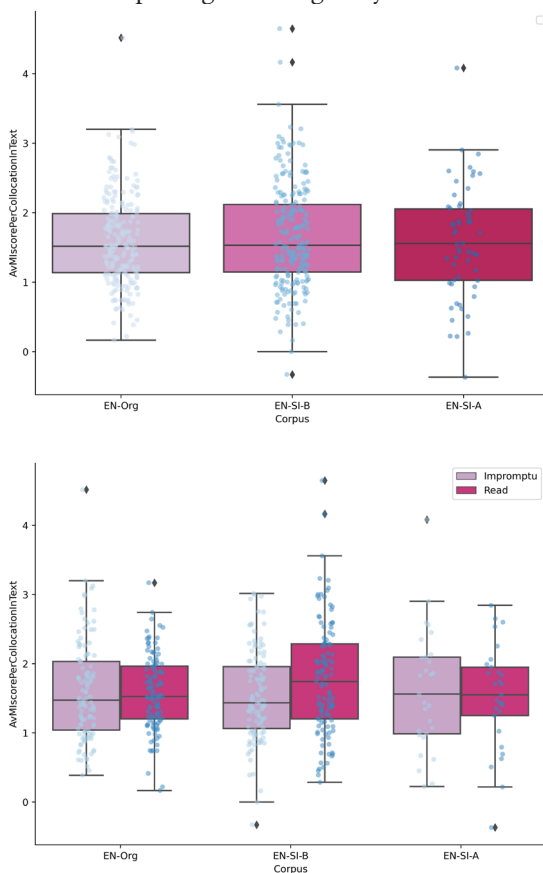 4
3
2
1
0
AvMIscorePerCollocationInText
EN-Org
EN-SI-B
EN-SI-A
Corpus
Impromptu
Read
4
3
2
1
0
AvMIscorePerCollocationInText
EN-Org
EN-SI-B
EN-SI-A
Corpus